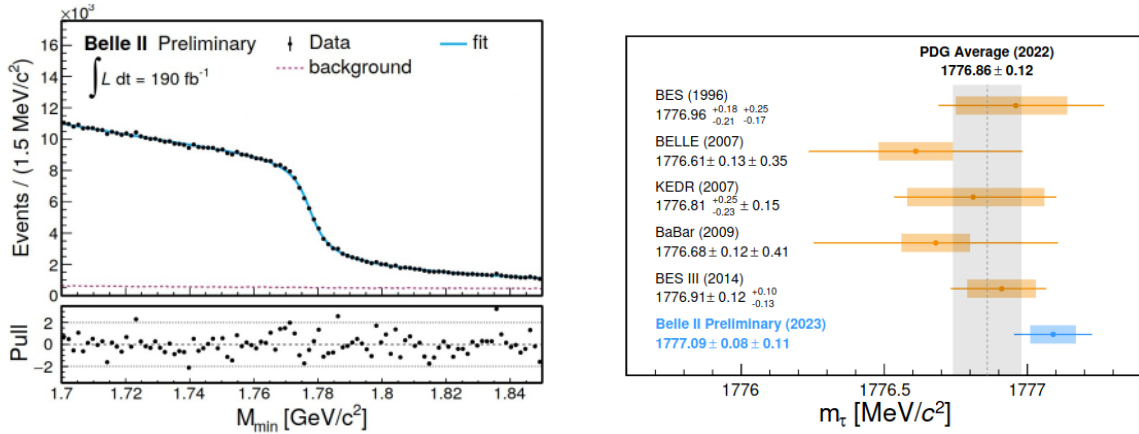 ×10³
16
14
12
10
8
6
4
2
0
Events / (1.5 MeV/c²)
Belle II Preliminary
∫L dt = 190 fb⁻¹
Data
fit
background
2
0
−2
Pull
1.7 1.72 1.74 1.76 1.78 1.8 1.82 1.84
M_min [GeV/c²]
PDG Average (2022)
1776.86 ± 0.12
BES (1996)
1776.96 +0.18 -0.21 +0.25 -0.17
BELLE (2007)
1776.61 ± 0.13 ± 0.35
KEDR (2007)
1776.81 +0.25 -0.23 ± 0.15
BaBar (2009)
1776.68 ± 0.12 ± 0.41
BES III (2014)
1776.91 ± 0.12 +0.10 -0.13
Belle II Preliminary (2023)
1777.09 ± 0.08 ± 0.11
1776 1776.5 1777
m_τ [MeV/c²]